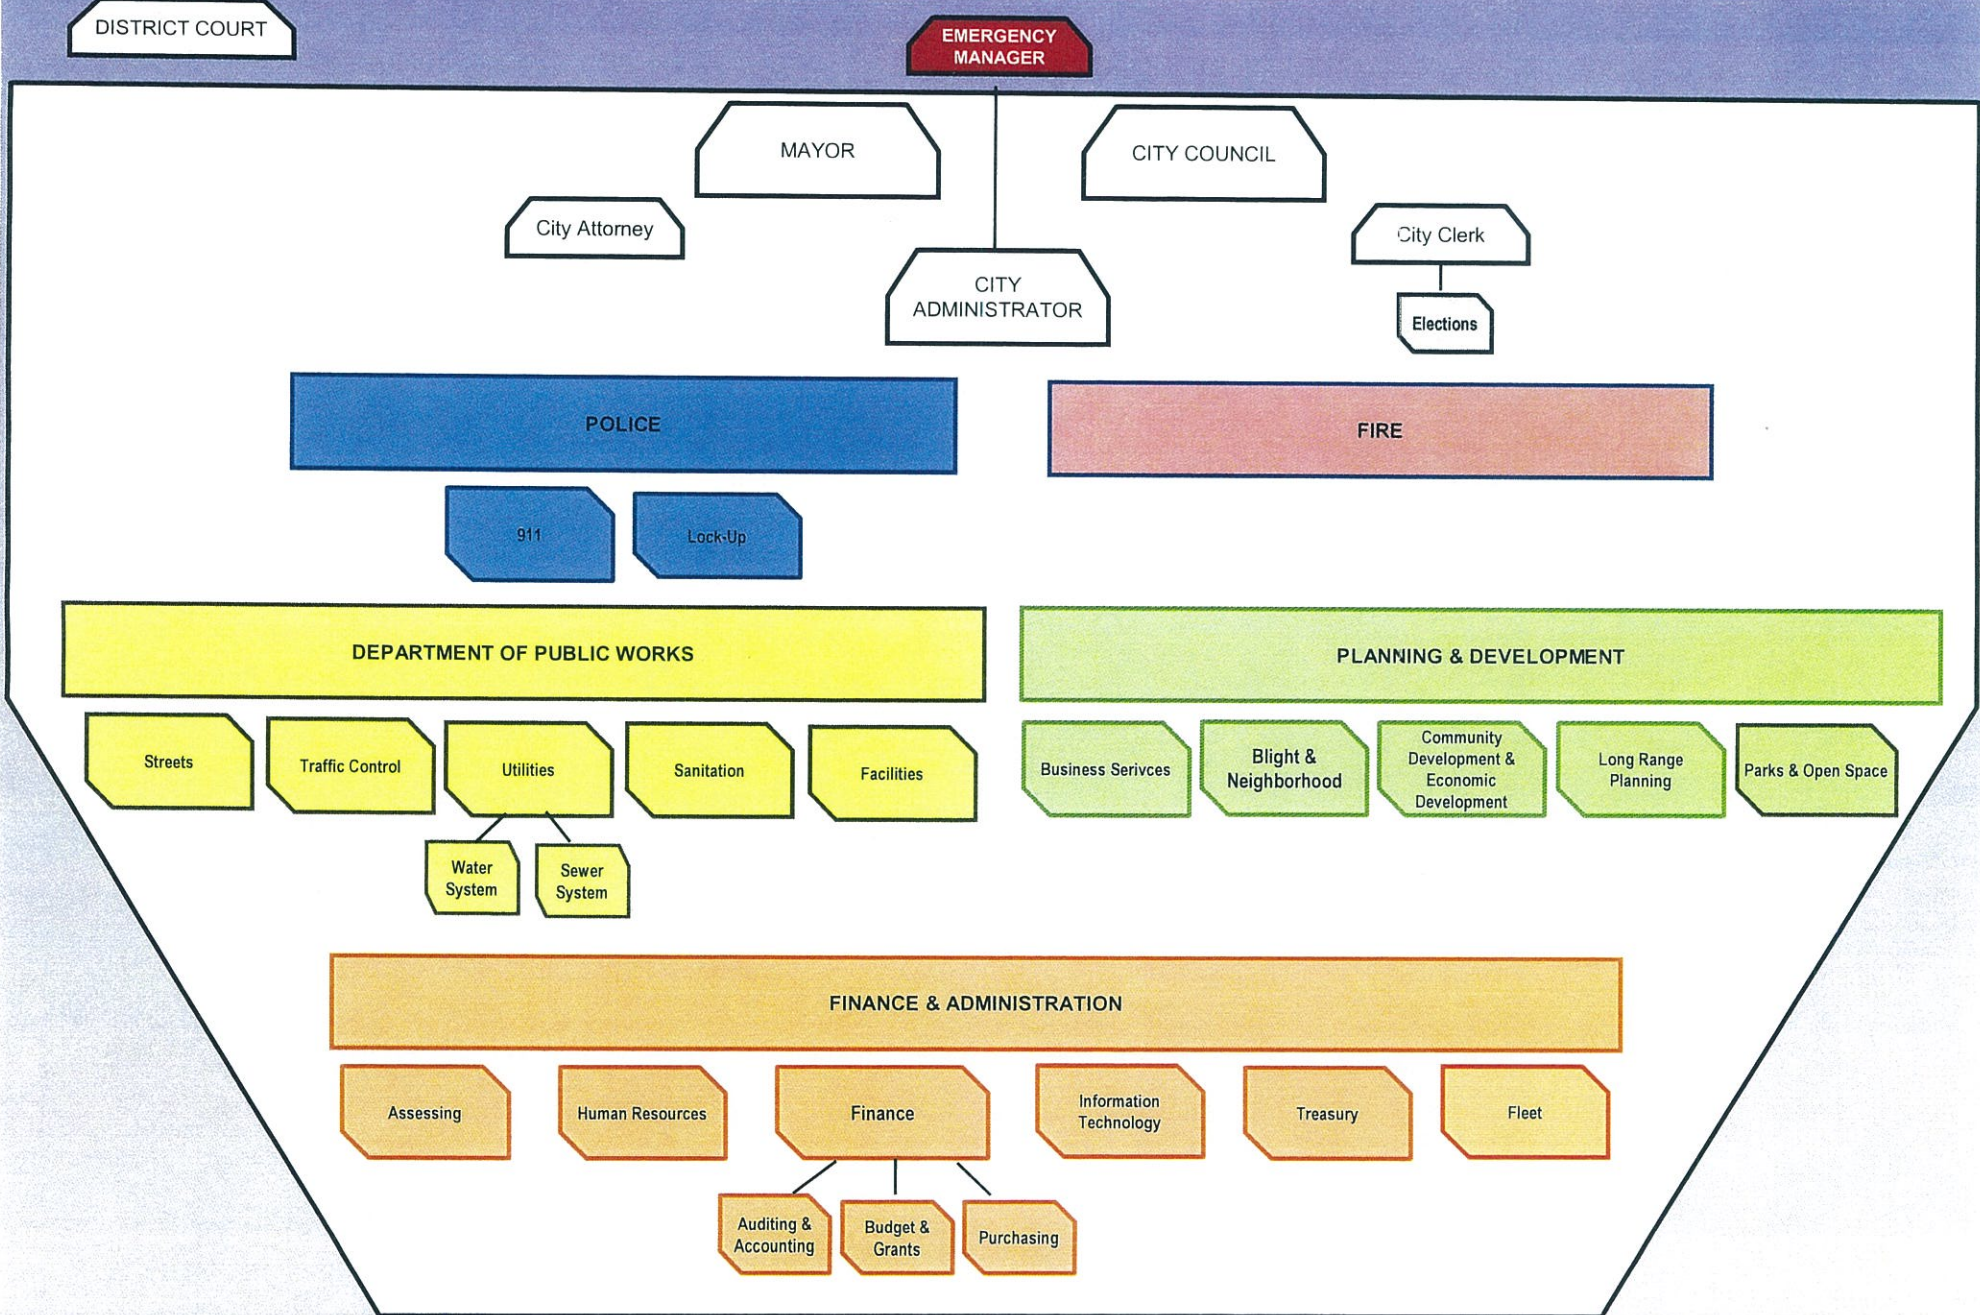 DISTRICT COURT
EMERGENCY
MANAGER
MAYOR
CITY COUNCIL
City Attorney
City Clerk
CITY
ADMINISTRATOR
Elections
POLICE
FIRE
911
Lock-Up
DEPARTMENT OF PUBLIC WORKS
PLANNING & DEVELOPMENT
Streets
Traffic Control
Utilities
Sanitation
Facilities
Business Serivces
Blight &
Neighborhood
Community
Development &
Economic
Development
Long Range
Planning
Parks & Open Space
Water
System
Sewer
System
FINANCE & ADMINISTRATION
Assessing
Human Resources
Finance
Information
Technology
Treasury
Fleet
Auditing &
Accounting
Budget &
Grants
Purchasing